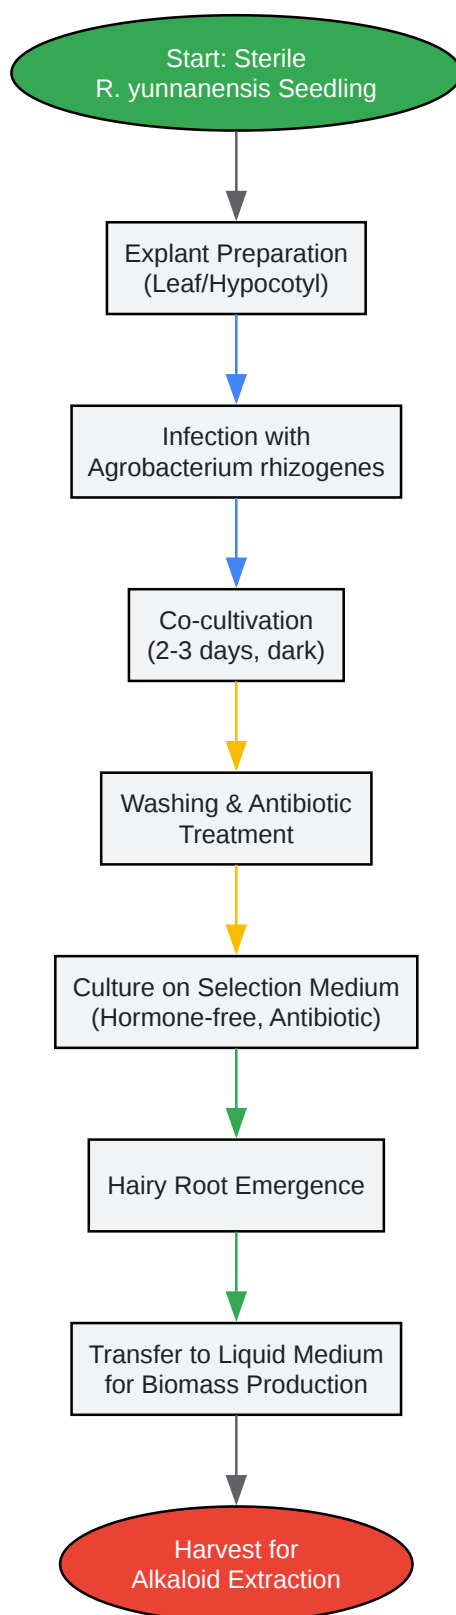 Start: Sterile
R. yunnanensis Seedling
Explant Preparation
(Leaf/Hypocotyl)
Infection with
Agrobacterium rhizogenes
Co-cultivation
(2-3 days, dark)
Washing & Antibiotic
Treatment
Culture on Selection Medium
(Hormone-free, Antibiotic)
Hairy Root Emergence
Transfer to Liquid Medium
for Biomass Production
Harvest for
Alkaloid Extraction